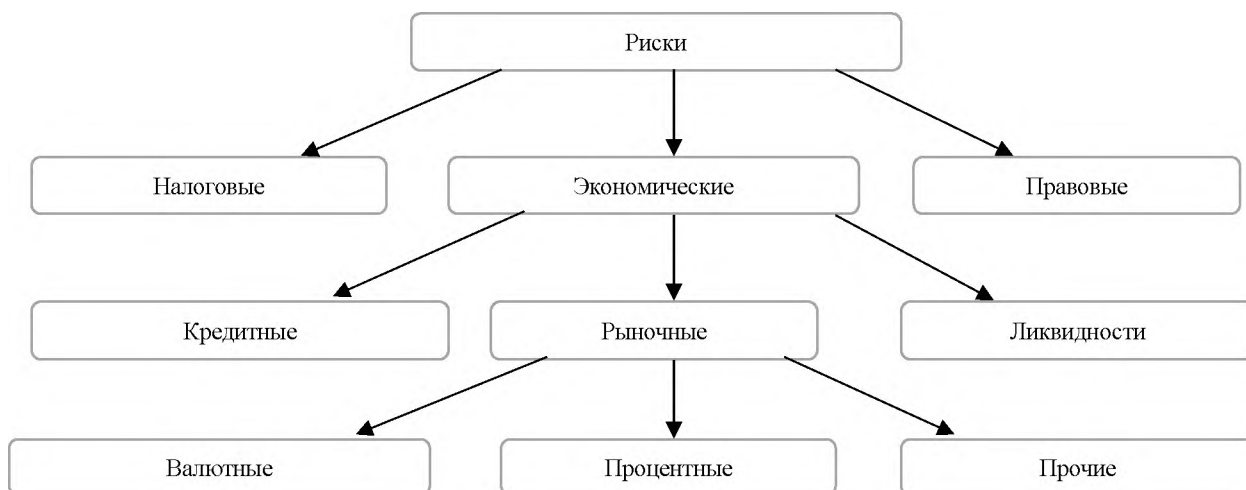 Риски
Налоговые
Экономические
Правовые
Кредитные
Рыночные
Ликвидности
Валютные
Процентные
Прочие